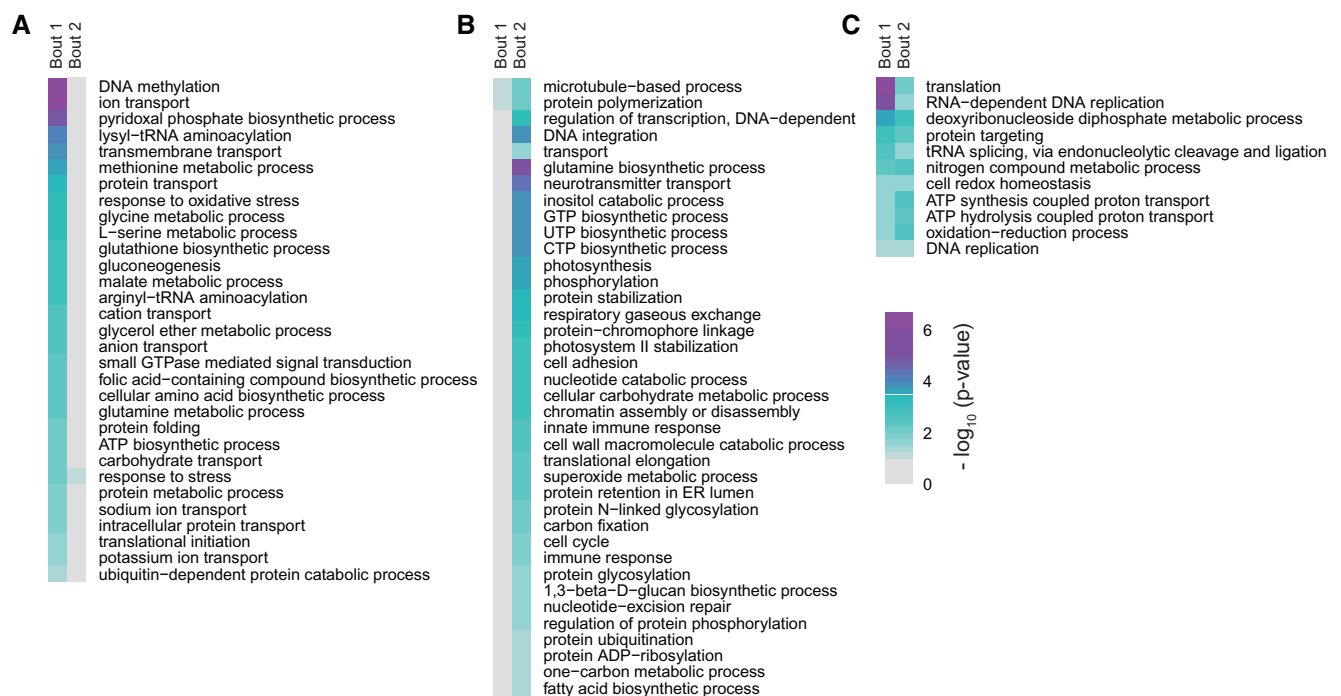 A
Bout 1
Bout 2
DNA methylation
ion transport
pyridoxal phosphate biosynthetic process
lysyl−tRNA aminoacylation
transmembrane transport
methionine metabolic process
protein transport
response to oxidative stress
glycine metabolic process
L−serine metabolic process
glutathione biosynthetic process
gluconeogenesis
malate metabolic process
arginyl−tRNA aminoacylation
cation transport
glycerol ether metabolic process
anion transport
small GTPase mediated signal transduction
folic acid−containing compound biosynthetic process
cellular amino acid biosynthetic process
glutamine metabolic process
protein folding
ATP biosynthetic process
carbohydrate transport
response to stress
protein metabolic process
sodium ion transport
intracellular protein transport
translational initiation
potassium ion transport
ubiquitin−dependent protein catabolic process
B
Bout 1
Bout 2
microtubule−based process
protein polymerization
regulation of transcription, DNA−dependent
DNA integration
transport
glutamine biosynthetic process
neurotransmitter transport
inositol catabolic process
GTP biosynthetic process
UTP biosynthetic process
CTP biosynthetic process
photosynthesis
phosphorylation
protein stabilization
respiratory gaseous exchange
protein−chromophore linkage
photosystem II stabilization
cell adhesion
nucleotide catabolic process
cellular carbohydrate metabolic process
chromatin assembly or disassembly
innate immune response
cell wall macromolecule catabolic process
translational elongation
superoxide metabolic process
protein retention in ER lumen
protein N−linked glycosylation
carbon fixation
cell cycle
immune response
protein glycosylation
1,3−beta−D−glucan biosynthetic process
nucleotide−excision repair
regulation of protein phosphorylation
protein ubiquitination
protein ADP−ribosylation
one−carbon metabolic process
fatty acid biosynthetic process
C
Bout 1
Bout 2
translation
RNA−dependent DNA replication
deoxyribonucleoside diphosphate metabolic process
protein targeting
tRNA splicing, via endonucleolytic cleavage and ligation
nitrogen compound metabolic process
cell redox homeostasis
ATP synthesis coupled proton transport
ATP hydrolysis coupled proton transport
oxidation−reduction process
DNA replication
6
4
2
0
- log10 (p-value)